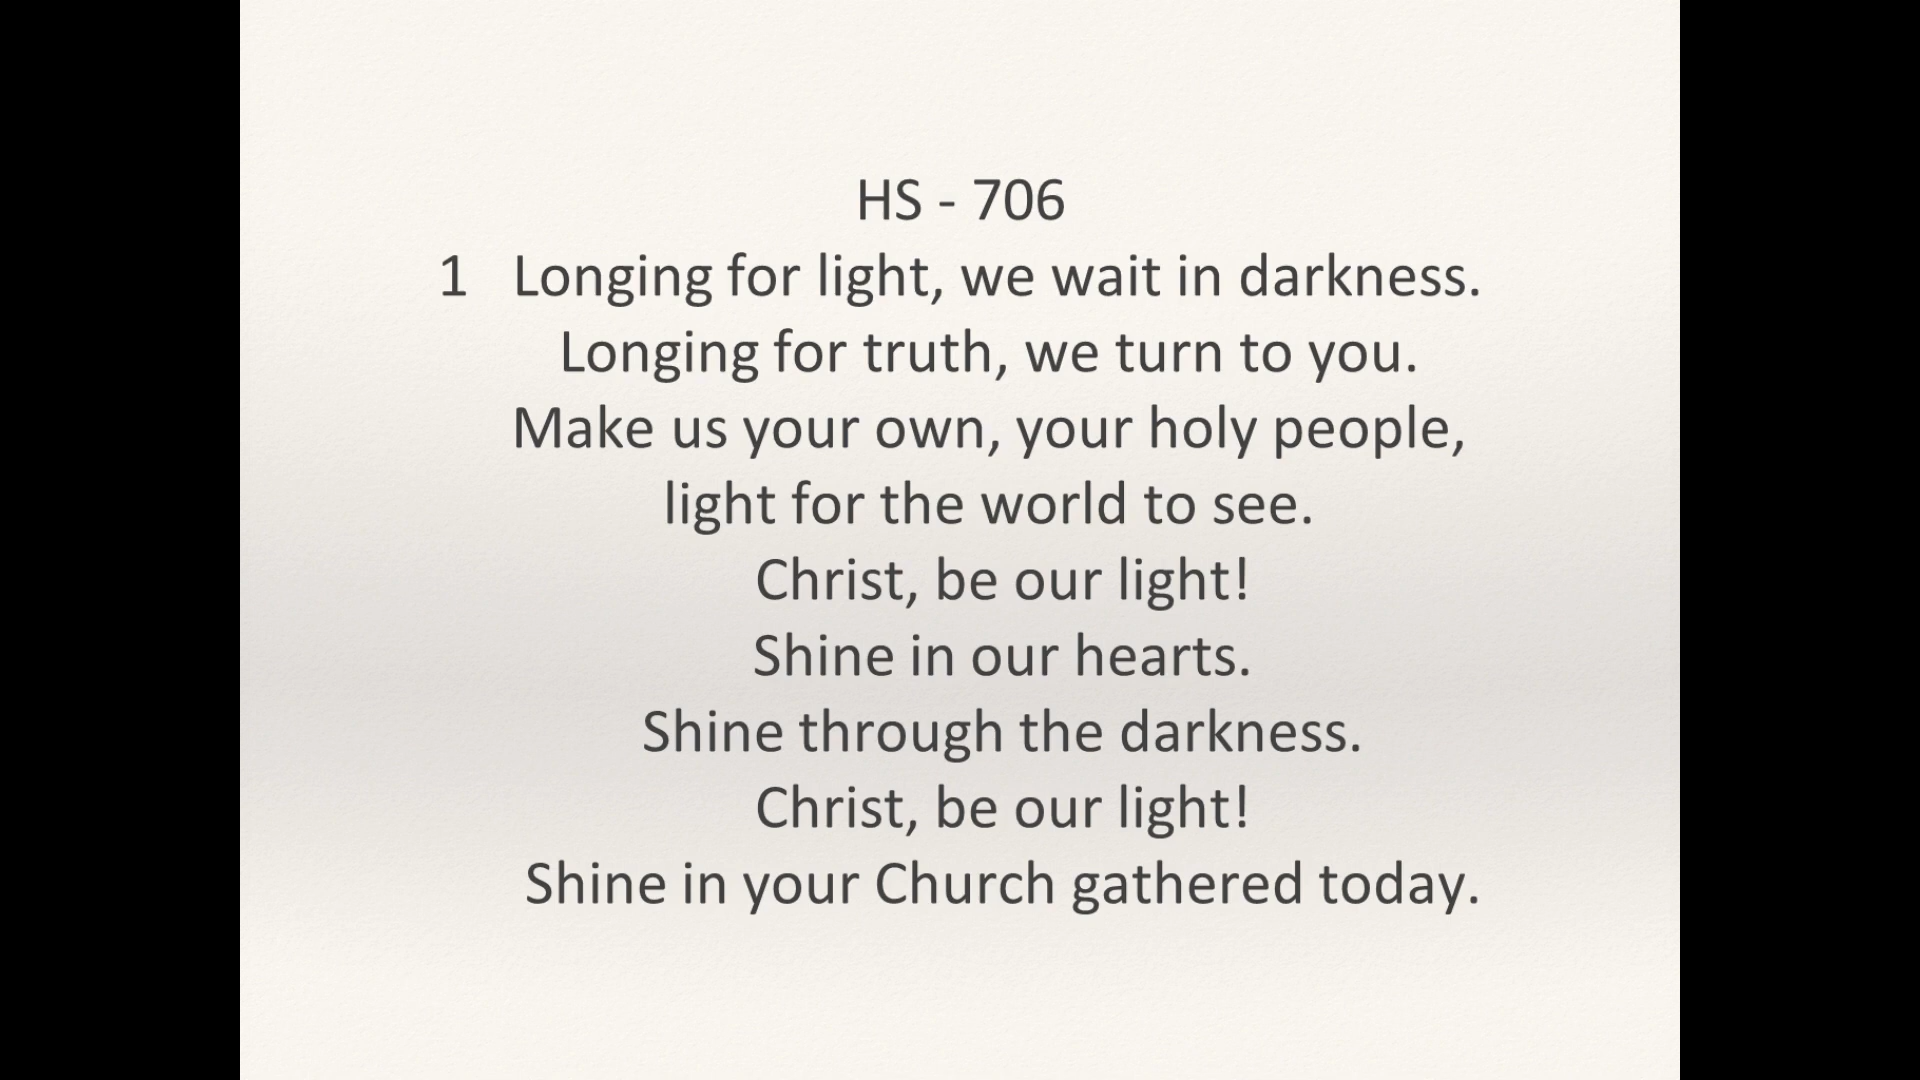 HS - 706
1 Longing for light, we wait in darkness.
Longing for truth, we turn to you.
Make us your own, your holy people,
light for the world to see.
Christ, be our light!
Shine in our hearts.
Shine through the darkness.
Christ, be our light!
Shine in your Church gathered today.